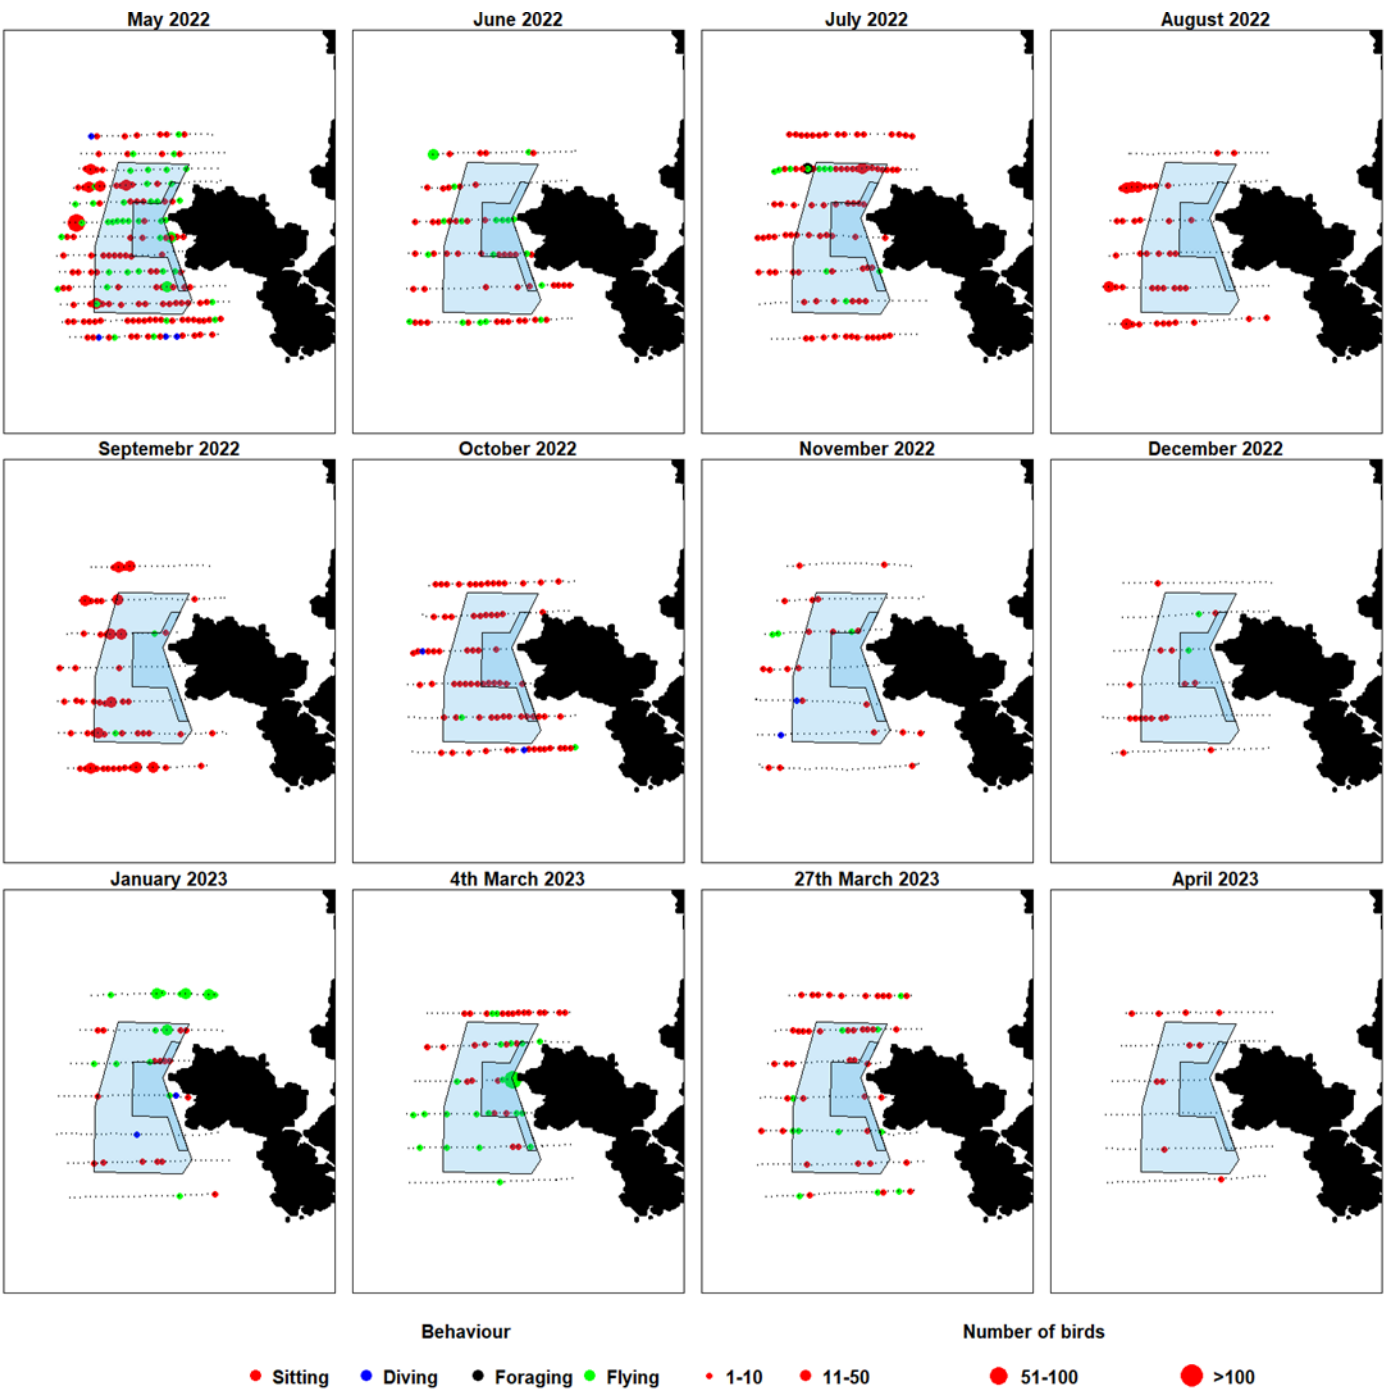 May 2022 June 2022 July 2022 August 2022
Septemebr 2022 October 2022 November 2022 December 2022
January 2023 4th March 2023 27th March 2023 April 2023
Behaviour Number of birds
Sitting Diving Foraging Flying 1-10 11-50 51-100 >100